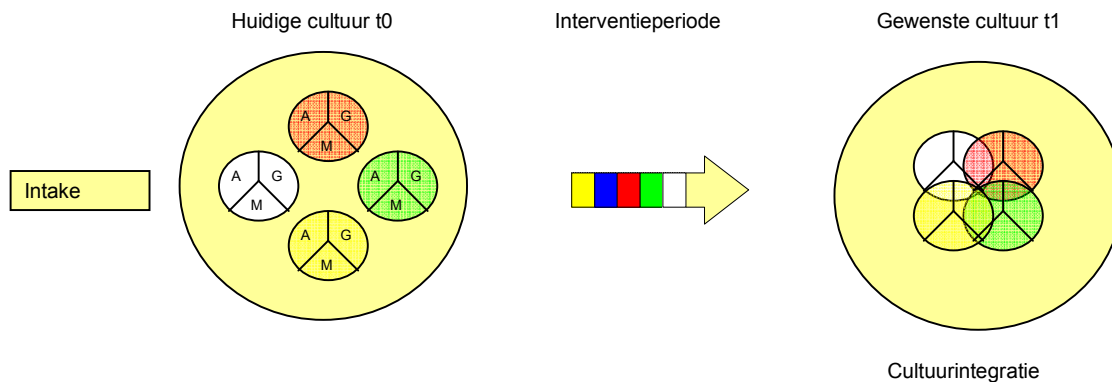 Huidige cultuur t0
Interventieperiode
Gewenste cultuur t1
A G
M
A G
M
A G
M
A G
M
Intake
Cultuurintegratie